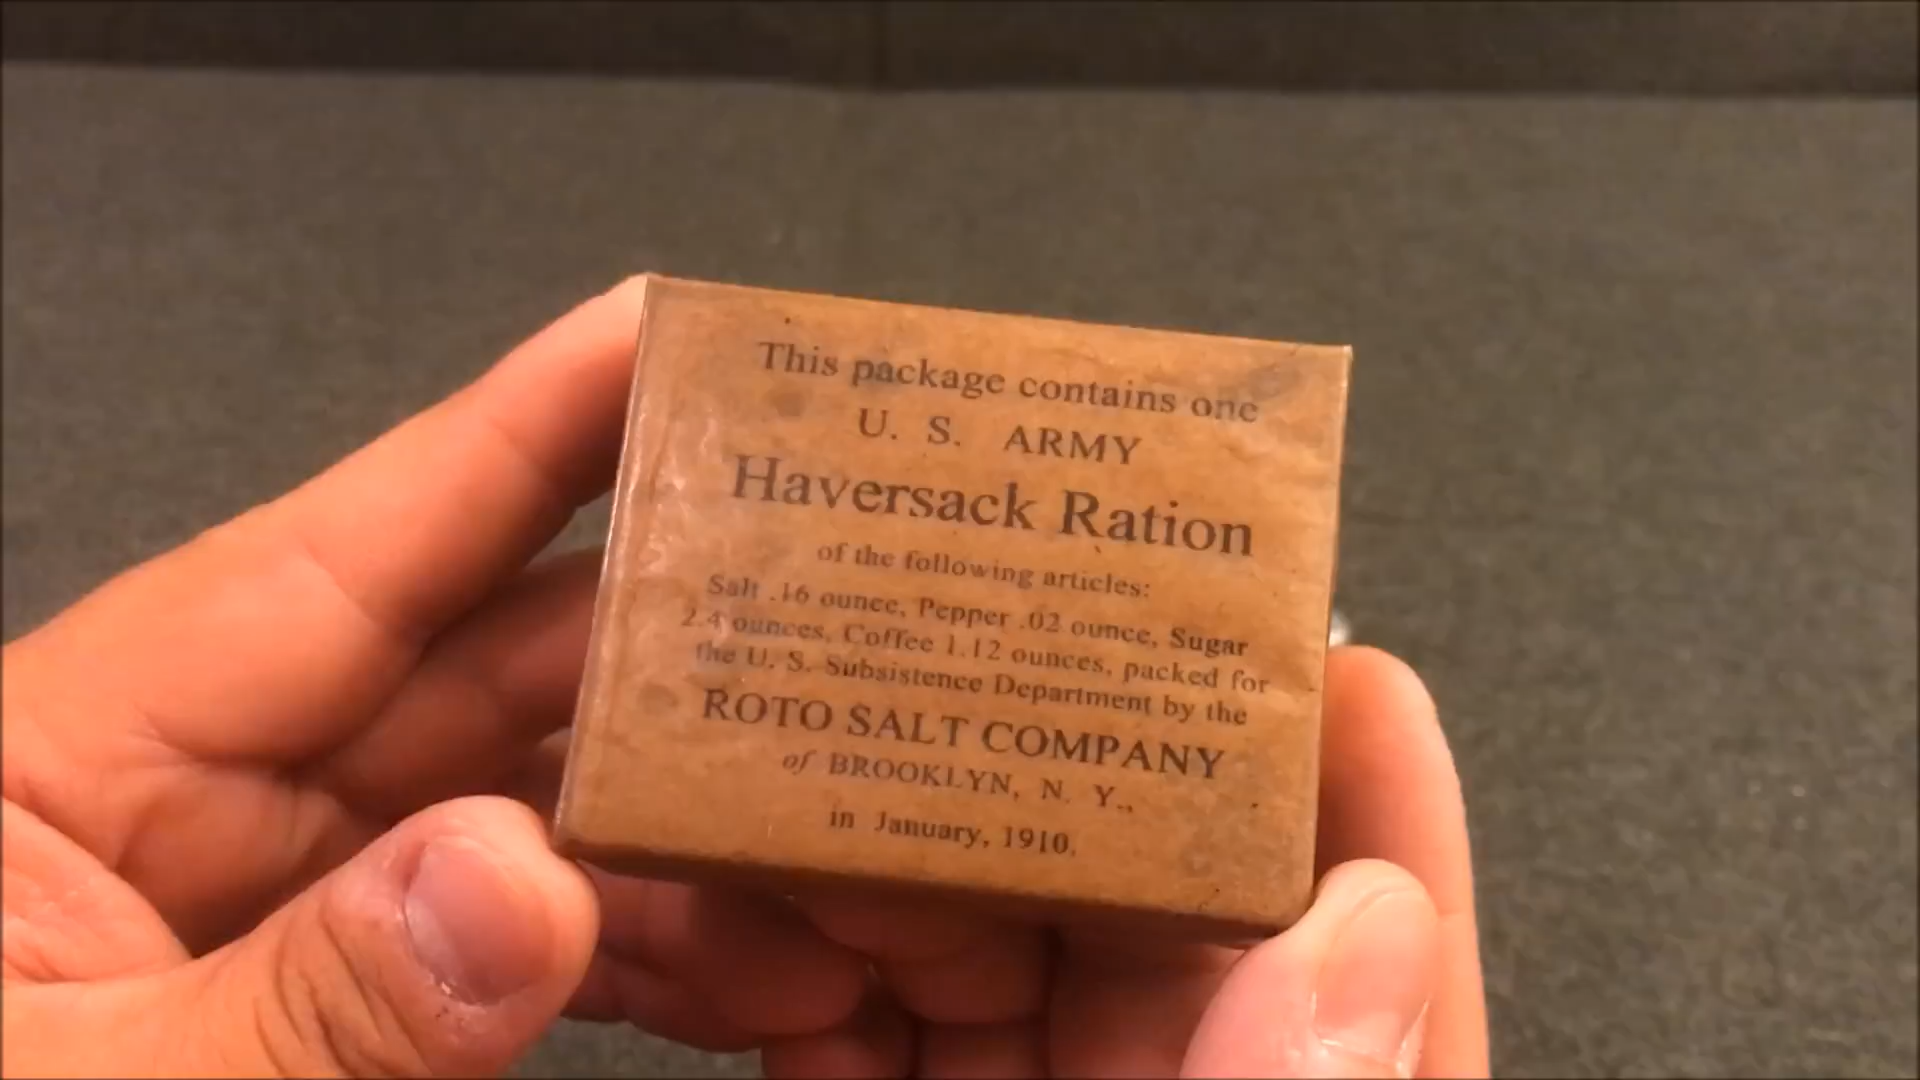 This package contains one
U. S. ARMY
Haversack Ration
of the following articles:
Salt .16 ounce, Pepper .02 ounce, Sugar
2.4 ounces, Coffee 1.12 ounces, packed for
the U. S. Subsistence Department by the
ROTO SALT COMPANY
of BROOKLYN, N. Y.,
in January, 1910.